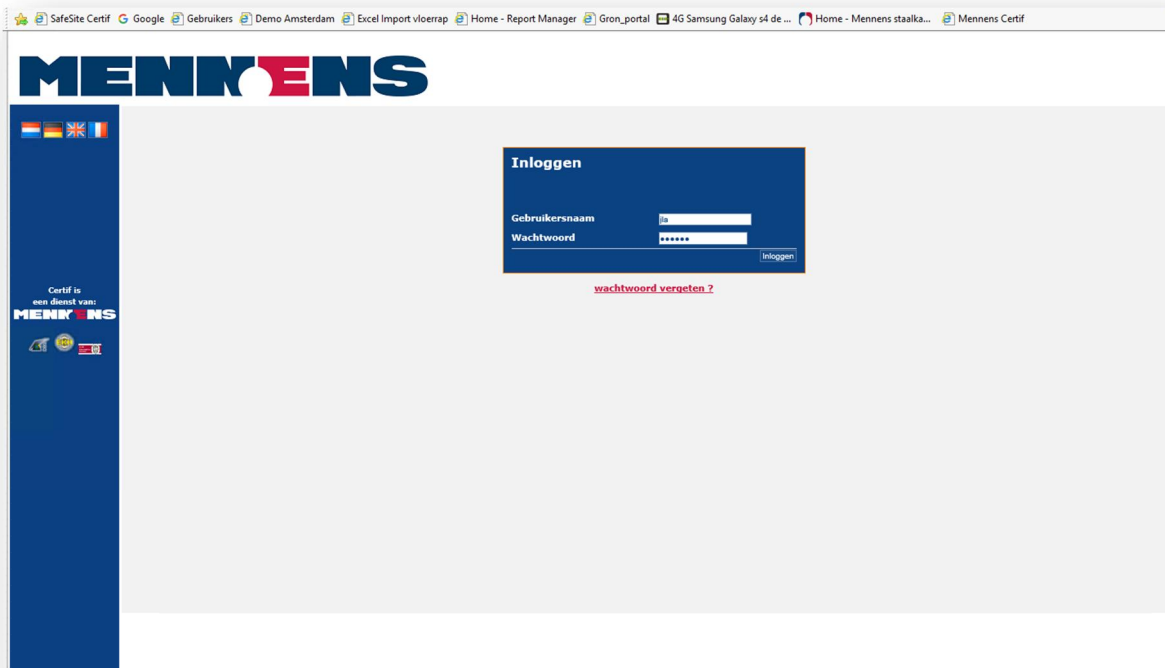 SafeSite Certif Google Gebruikers Demo Amsterdam Excel Import vloerrap Home - Report Manager Gron_portal 4G Samsung Galaxy s4 de ... Home - Mennens staalka... Mennens Certif
MENNENS
Inloggen
Gebruikersnaam jla
Wachtwoord ••••••
Inloggen
wachtwoord vergeten ?
Certif is
een dienst van:
MENNENS